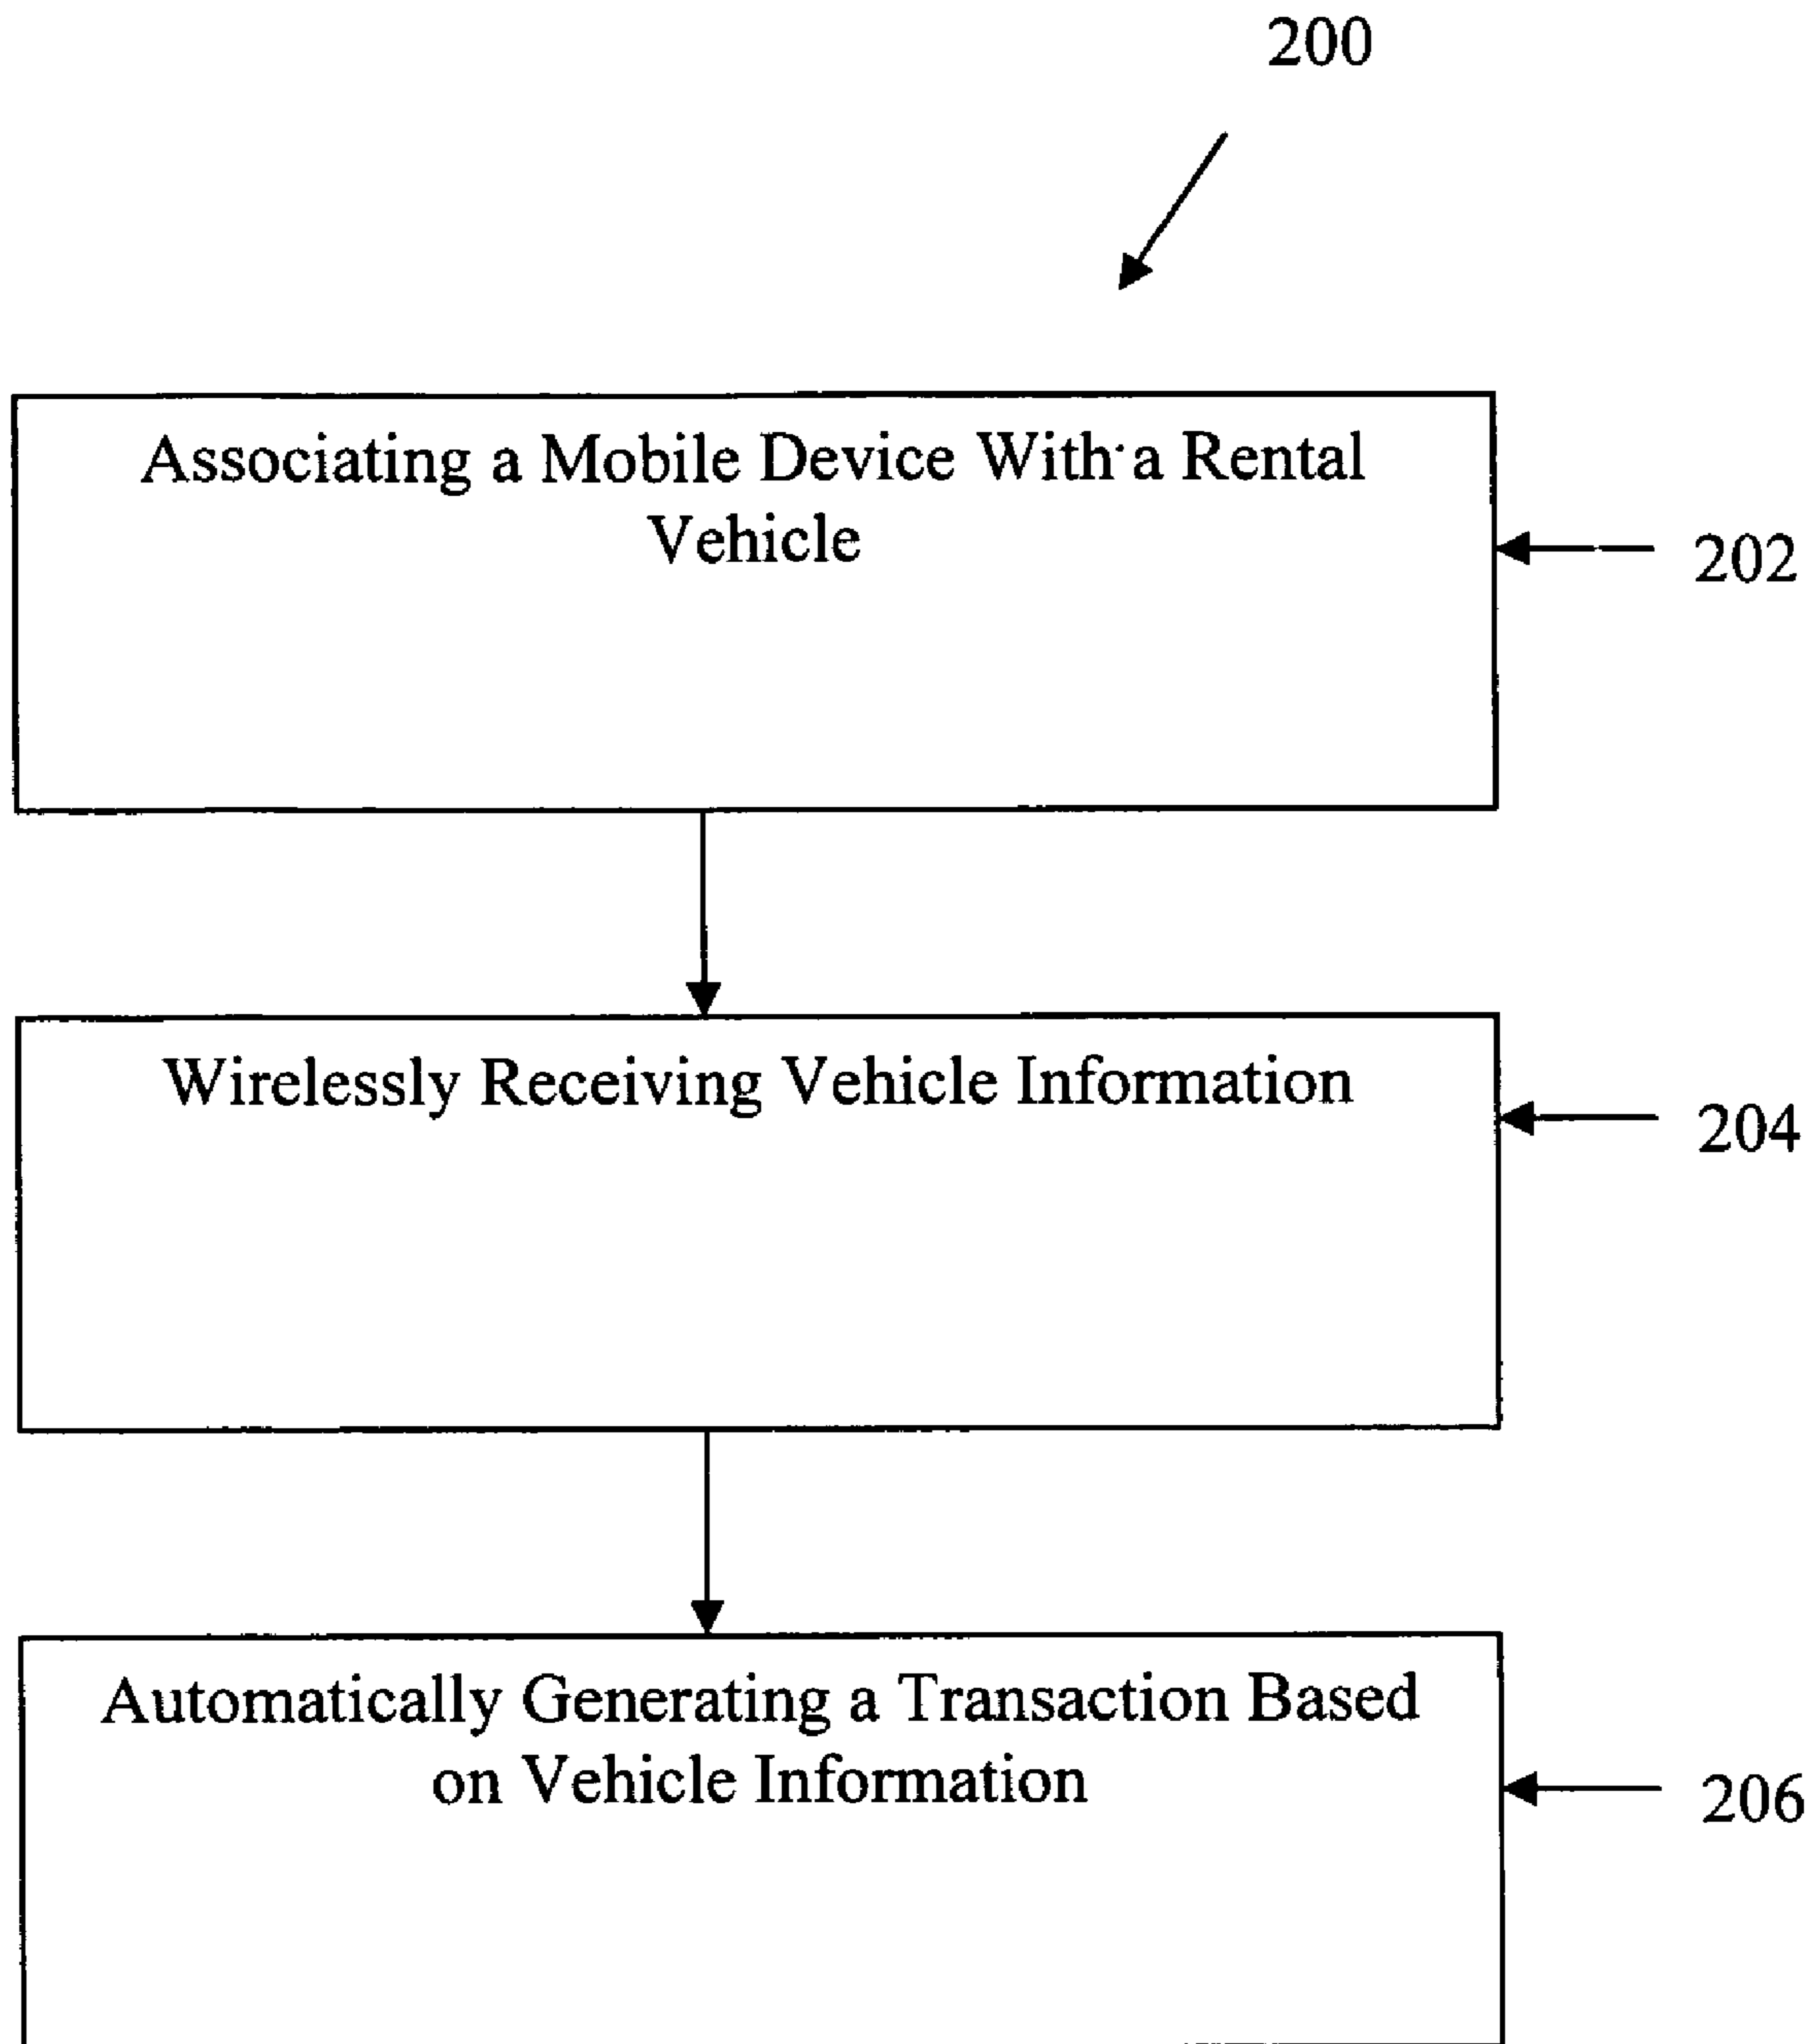 200
Associating a Mobile Device With a Rental
Vehicle
202
Wirelessly Receiving Vehicle Information
204
Automatically Generating a Transaction Based
on Vehicle Information
206